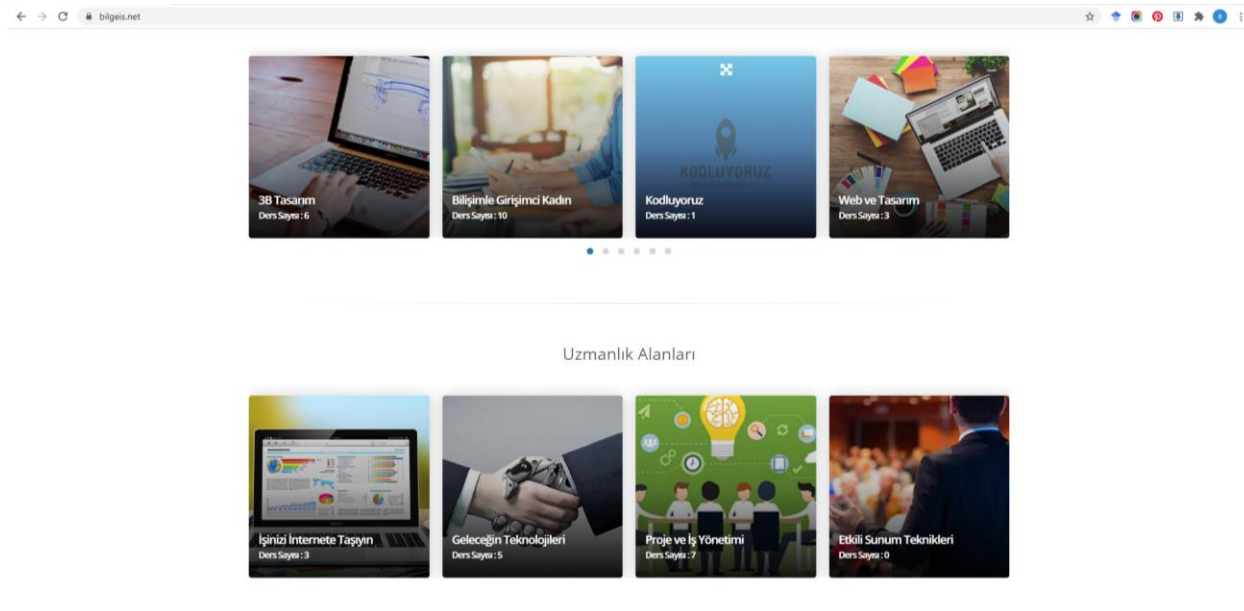 bilgeis.net
3B Tasarım
Ders Sayısı : 6
Bilişimle Girişimci Kadın
Ders Sayısı : 10
KODLUYORUZ
Kodluyoruz
Ders Sayısı : 1
Web ve Tasarım
Ders Sayısı : 3
Uzmanlık Alanları
İşinizi İnternete Taşıyın
Ders Sayısı : 3
Geleceğin Teknolojileri
Ders Sayısı : 5
Proje ve İş Yönetimi
Ders Sayısı : 7
Etkili Sunum Teknikleri
Ders Sayısı : 0